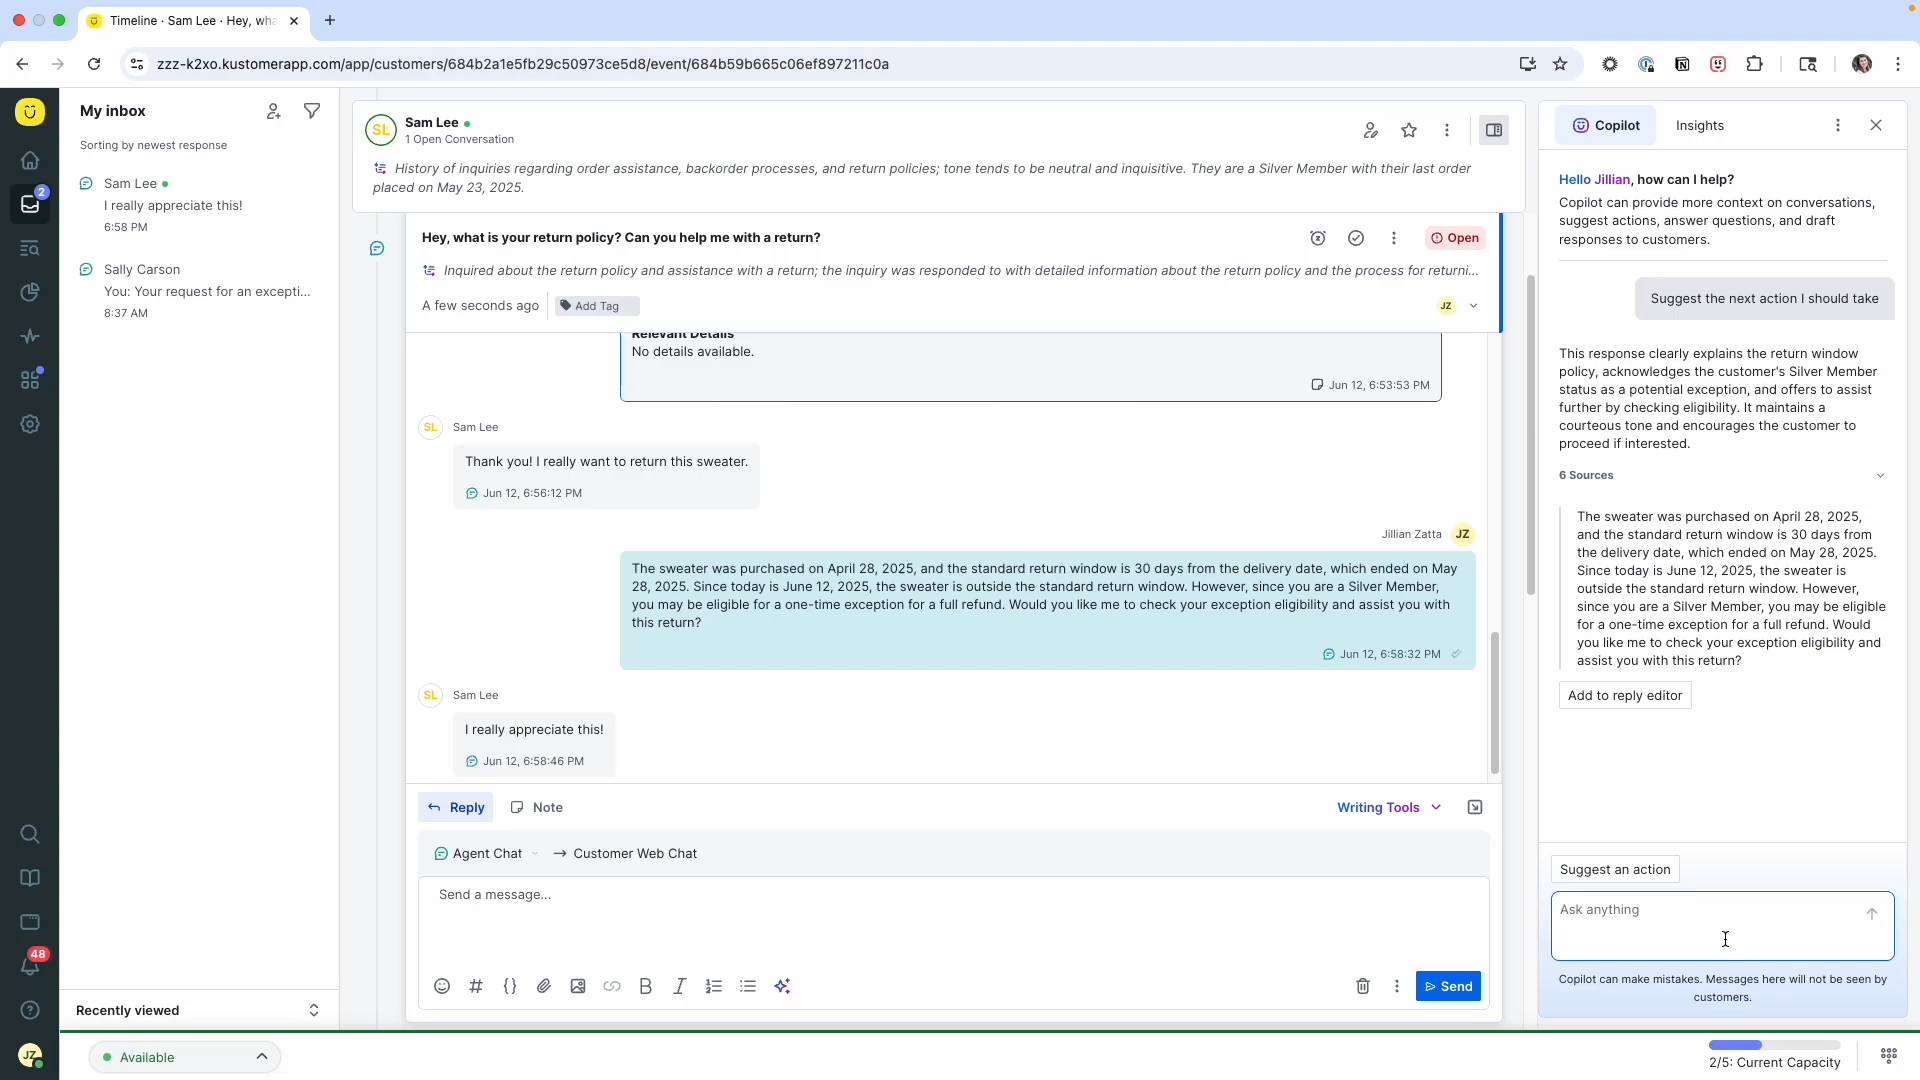 Timeline · Sam Lee · Hey, wha
zzz-k2xo.kustomerapp.com/app/customers/684b2a1e5fb29c50973ce5d8/event/684b59b665c06ef897211c0a
2
48
JZ
My inbox
Sorting by newest response
Sam Lee
I really appreciate this!
6:58 PM
Sally Carson
You: Your request for an excepti...
8:37 AM
Recently viewed
Available
SL
Sam Lee
1 Open Conversation
History of inquiries regarding order assistance, backorder processes, and return policies; tone tends to be neutral and inquisitive. They are a Silver Member with their last order
placed on May 23, 2025.
Hey, what is your return policy? Can you help me with a return?
Open
Inquired about the return policy and assistance with a return; the inquiry was responded to with detailed information about the return policy and the process for returni...
A few seconds ago
Add Tag
JZ
Relevant Details
No details available.
Jun 12, 6:53:53 PM
SL
Sam Lee
Thank you! I really want to return this sweater.
Jun 12, 6:56:12 PM
Jillian Zatta
JZ
The sweater was purchased on April 28, 2025, and the standard return window is 30 days from the delivery date, which ended on May
28, 2025. Since today is June 12, 2025, the sweater is outside the standard return window. However, since you are a Silver Member,
you may be eligible for a one-time exception for a full refund. Would you like me to check your exception eligibility and assist you with
this return?
Jun 12, 6:58:32 PM
SL
Sam Lee
I really appreciate this!
Jun 12, 6:58:46 PM
Reply
Note
Writing Tools
Agent Chat
Customer Web Chat
Send a message...
Send
Copilot
Insights
Hello Jillian, how can I help?
Copilot can provide more context on conversations,
suggest actions, answer questions, and draft
responses to customers.
Suggest the next action I should take
This response clearly explains the return window
policy, acknowledges the customer's Silver Member
status as a potential exception, and offers to assist
further by checking eligibility. It maintains a
courteous tone and encourages the customer to
proceed if interested.
6 Sources
The sweater was purchased on April 28, 2025,
and the standard return window is 30 days from
the delivery date, which ended on May 28, 2025.
Since today is June 12, 2025, the sweater is
outside the standard return window. However,
since you are a Silver Member, you may be eligible
for a one-time exception for a full refund. Would
you like me to check your exception eligibility and
assist you with this return?
Add to reply editor
Suggest an action
Ask anything
Copilot can make mistakes. Messages here will not be seen by
customers.
2/5: Current Capacity